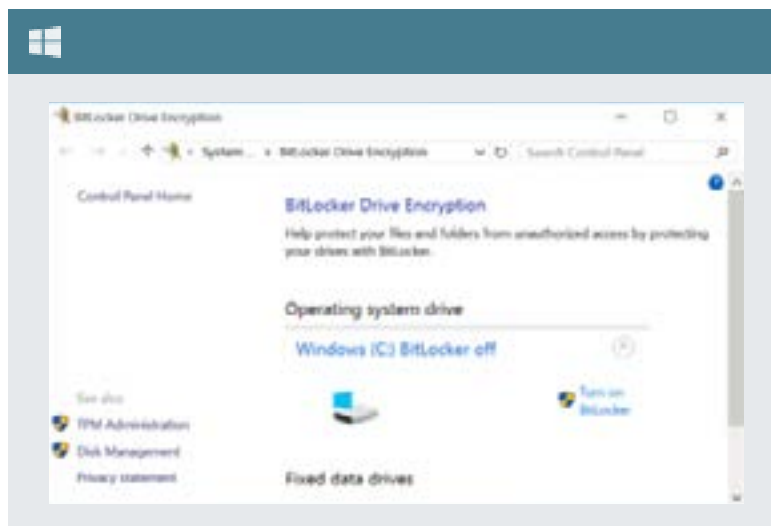 BitLocker Drive Encryption
System... BitLocker Drive Encryption Search Control Panel
Control Panel Home
BitLocker Drive Encryption
Help protect your files and folders from unauthorized access by protecting
your drives with BitLocker.
Operating system drive
Windows (C:) BitLocker off
Turn on
BitLocker
See also
TPM Administration
Disk Management
Privacy statement
Fixed data drives